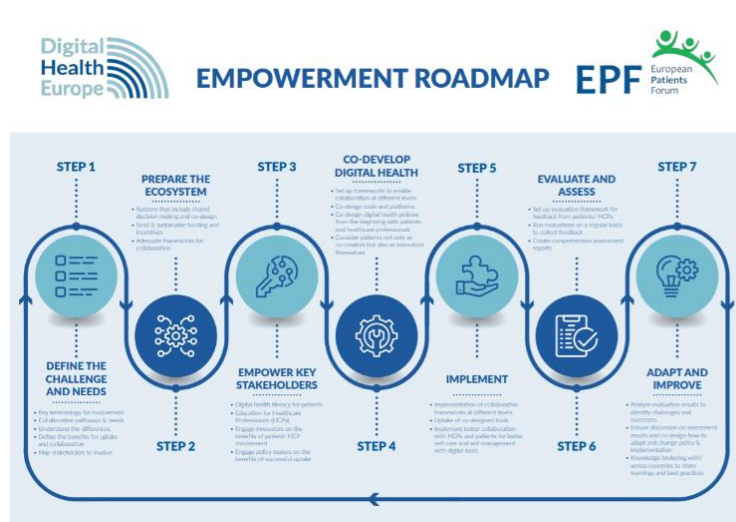 Digital
Health
Europe
EMPOWERMENT ROADMAP
EPF
European
Patients
Forum
STEP 1
DEFINE THE
CHALLENGE
AND NEEDS
• Key terminology for involvement
• Collaboration pathways & needs
• Understand the differences
• Define the benefits for uptake
and collaboration
• Map stakeholders to involve
PREPARE THE
ECOSYSTEM
• Systems that include shared
decision making and co-design
• Solid & sustainable funding and
incentives
• Adequate frameworks for
collaboration
STEP 2
STEP 3
EMPOWER KEY
STAKEHOLDERS
• Digital health literacy for patients
• Education for Healthcare
Professionals (HCPs)
• Engage innovators on the
benefits of patient/ HCP
involvement
• Engage policy makers on the
benefits of successful uptake
CO-DEVELOP
DIGITAL HEALTH
• Set up frameworks to enable
collaboration at different levels
• Co-design tools and platforms
• Co-design digital health policies
from the beginning with patients
and healthcare professionals
• Consider patients not only as
co-creators but also as innovators
themselves
STEP 4
STEP 5
IMPLEMENT
• Implementation of collaborative
frameworks at different levels
• Uptake of co-designed tools
• Implement better collaboration
with HCPs and patients for better
self-care and self-management
with digital tools
EVALUATE AND
ASSESS
• Set up evaluation framework for
feedback from patients/ HCPs
• Run evaluations on a regular basis
to collect feedback
• Create comprehensive assessment
reports
STEP 6
STEP 7
ADAPT AND
IMPROVE
• Analyse evaluation results to
identify challenges and
successes
• Ensure discussion on assessment
results and co-design how to
adapt and change policy &
implementation
• Knowledge brokering with/
across countries to share
learnings and best practices